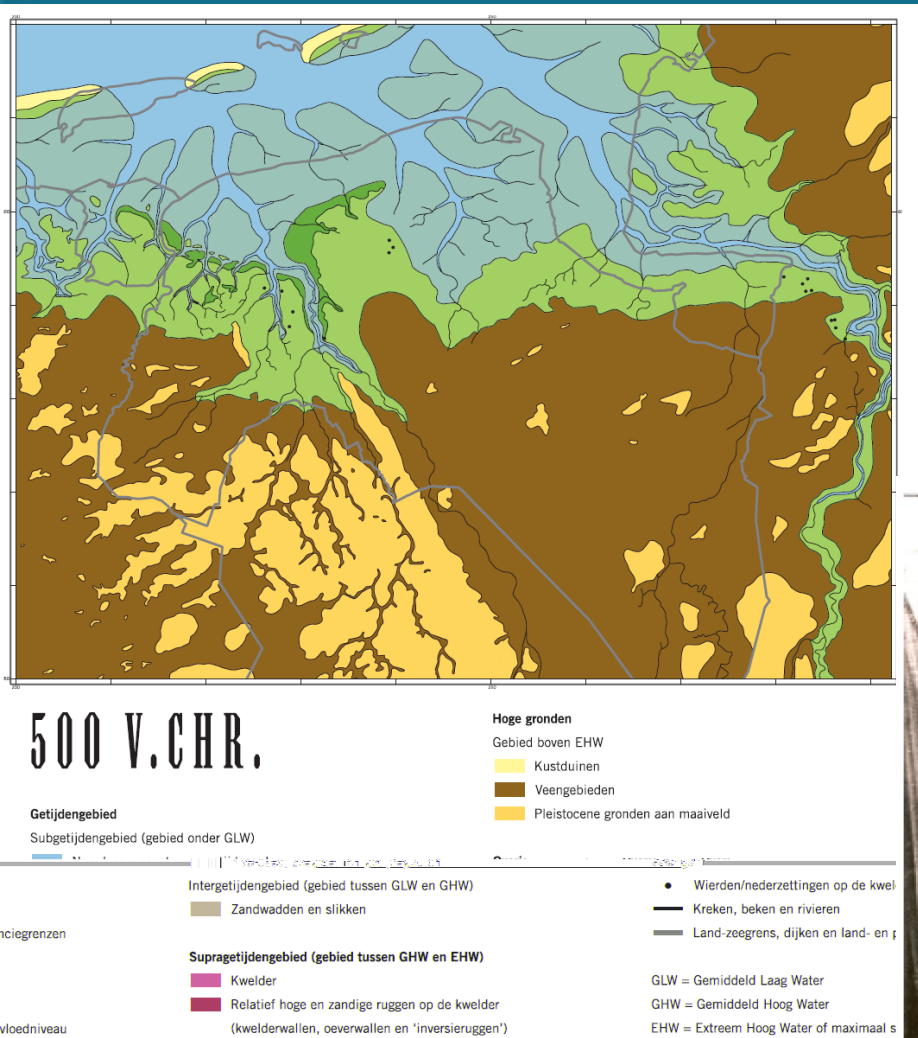 500 V.CHR.
Getijdengebied
Subgetijdengebied (gebied onder GLW)
Hoge gronden
Gebied boven EHW
Kustduinen
Veengebieden
Pleistocene gronden aan maaiveld
nciegrenzen
vloedniveau
Intergetijdengebied (gebied tussen GLW en GHW)
Zandwadden en slikken
Supragetijdengebied (gebied tussen GHW en EHW)
Kwelder
Relatief hoge en zandige ruggen op de kwelder
(kwelderwallen, oeverwallen en 'inversieruggen')
Wierden/nederzettingen op de kwel
Kreken, beken en rivieren
Land-zeegrens, dijken en land- en p
GLW = Gemiddeld Laag Water
GHW = Gemiddeld Hoog Water
EHW = Extreem Hoog Water of maximaal s